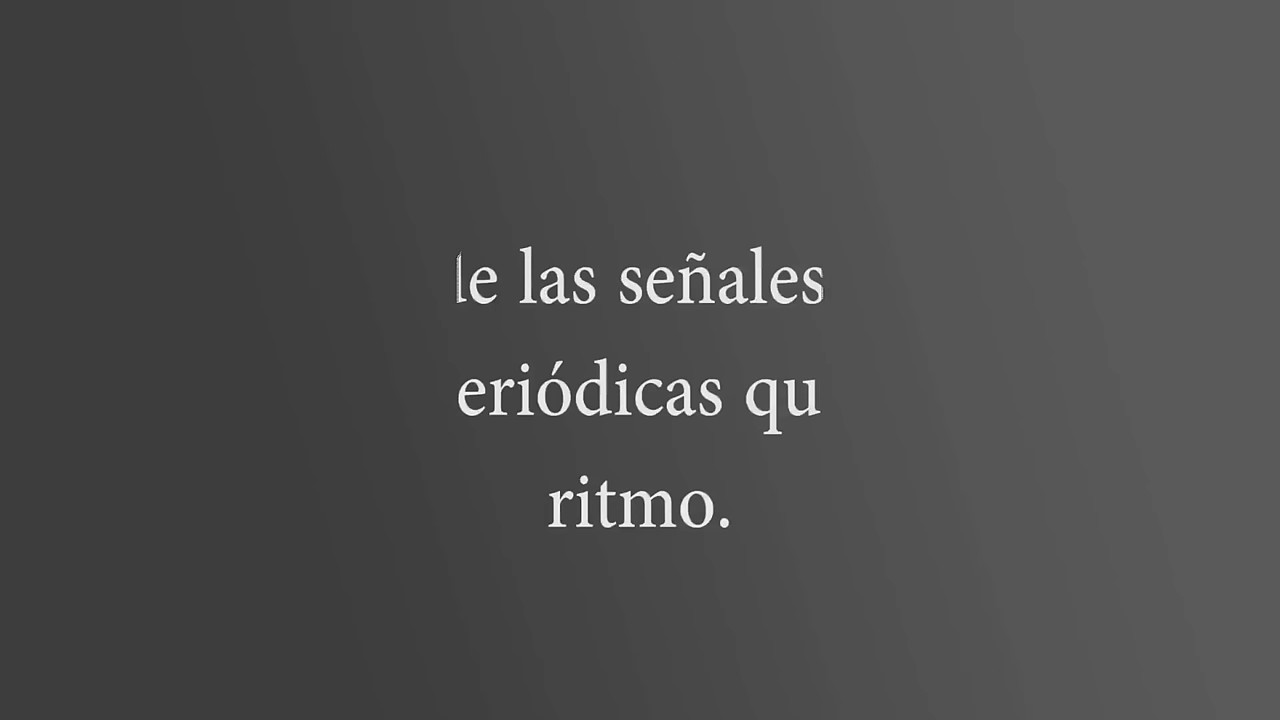 le las señales
eriódicas qu
ritmo.